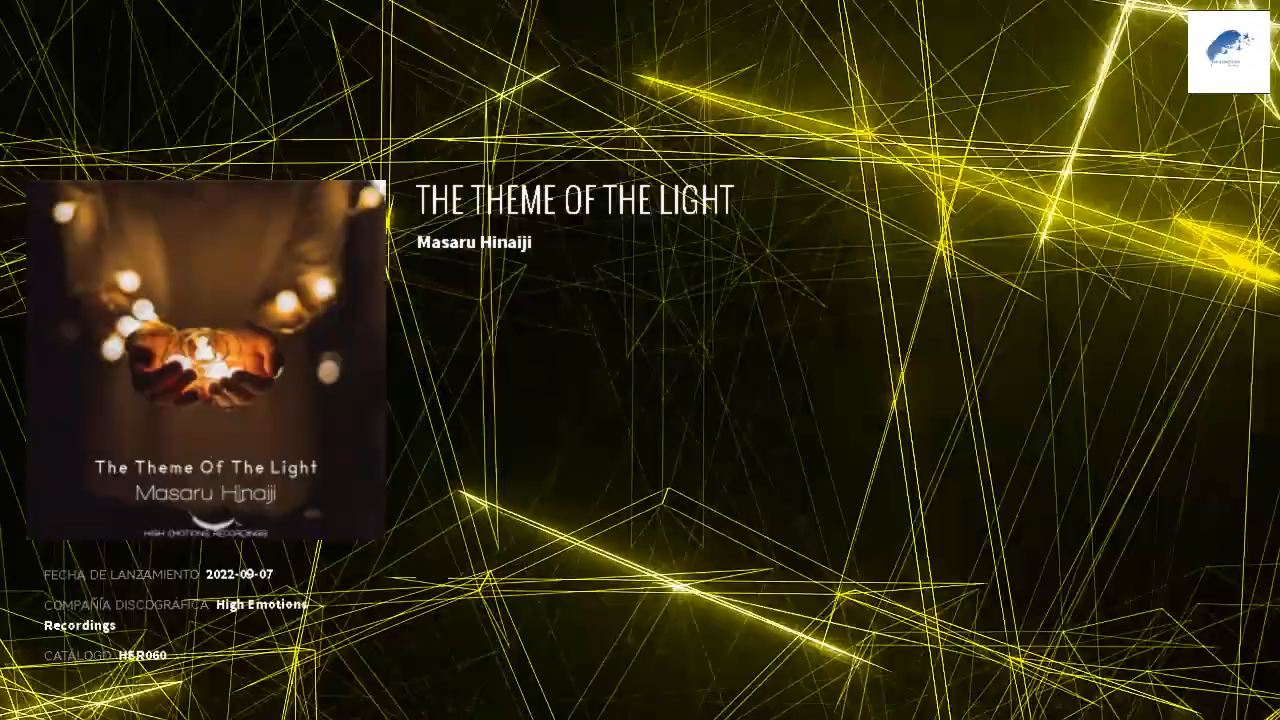 THE THEME OF THE LIGHT
Masaru Hinaiji
The Theme Of The Light
Masaru Hinaiji
HIGH EMOTIONS RECORDINGS
FECHA DE LANZAMIENTO 2022-09-07
COMPAÑÍA DISCOGRÁFICA High Emotions
Recordings
CATÁLOGO HER060